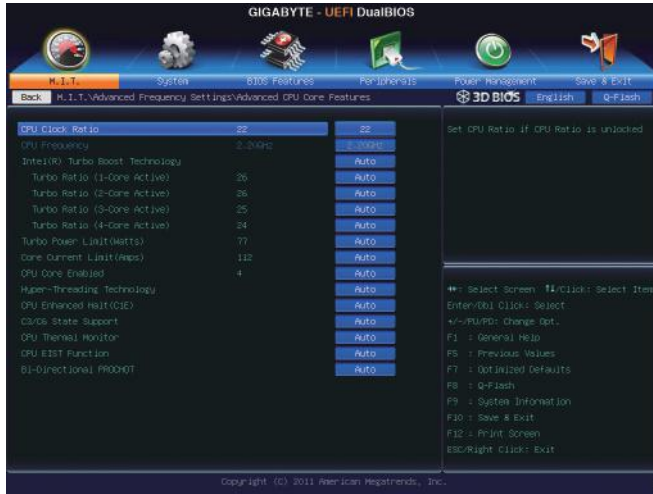 GIGABYTE - UEFI DualBIOS
M.I.T. System BIOS Features Peripherals Power Management Save & Exit
Back M.I.T.\Advanced Frequency Settings\Advanced CPU Core Features 3D BIOS English Q-Flash
CPU Clock Ratio 22 22
CPU Frequency 2.20GHz 2.20GHz
Intel(R) Turbo Boost Technology Auto
Turbo Ratio (1-Core Active) 26 Auto
Turbo Ratio (2-Core Active) 26 Auto
Turbo Ratio (3-Core Active) 25 Auto
Turbo Ratio (4-Core Active) 24 Auto
Turbo Power Limit(Watts) 77 Auto
Core Current Limit(Amps) 112 Auto
CPU Core Enabled 4 Auto
Hyper-Threading Technology Auto
CPU Enhanced Halt(C1E) Auto
C3/C6 State Support Auto
CPU Thermal Monitor Auto
CPU EIST Function Auto
Bi-Directional PROCHOT Auto
Set CPU Ratio if CPU Ratio is unlocked
↔: Select Screen ↑↓/Click: Select Item
Enter/Dbl Click: Select
+/-/PU/PD: Change Opt.
F1 : General Help
F5 : Previous Values
F7 : Optimized Defaults
F8 : Q-Flash
F9 : System Information
F10 : Save & Exit
F12 : Print Screen
ESC/Right Click: Exit
Copyright (C) 2011 American Megatrends, Inc.